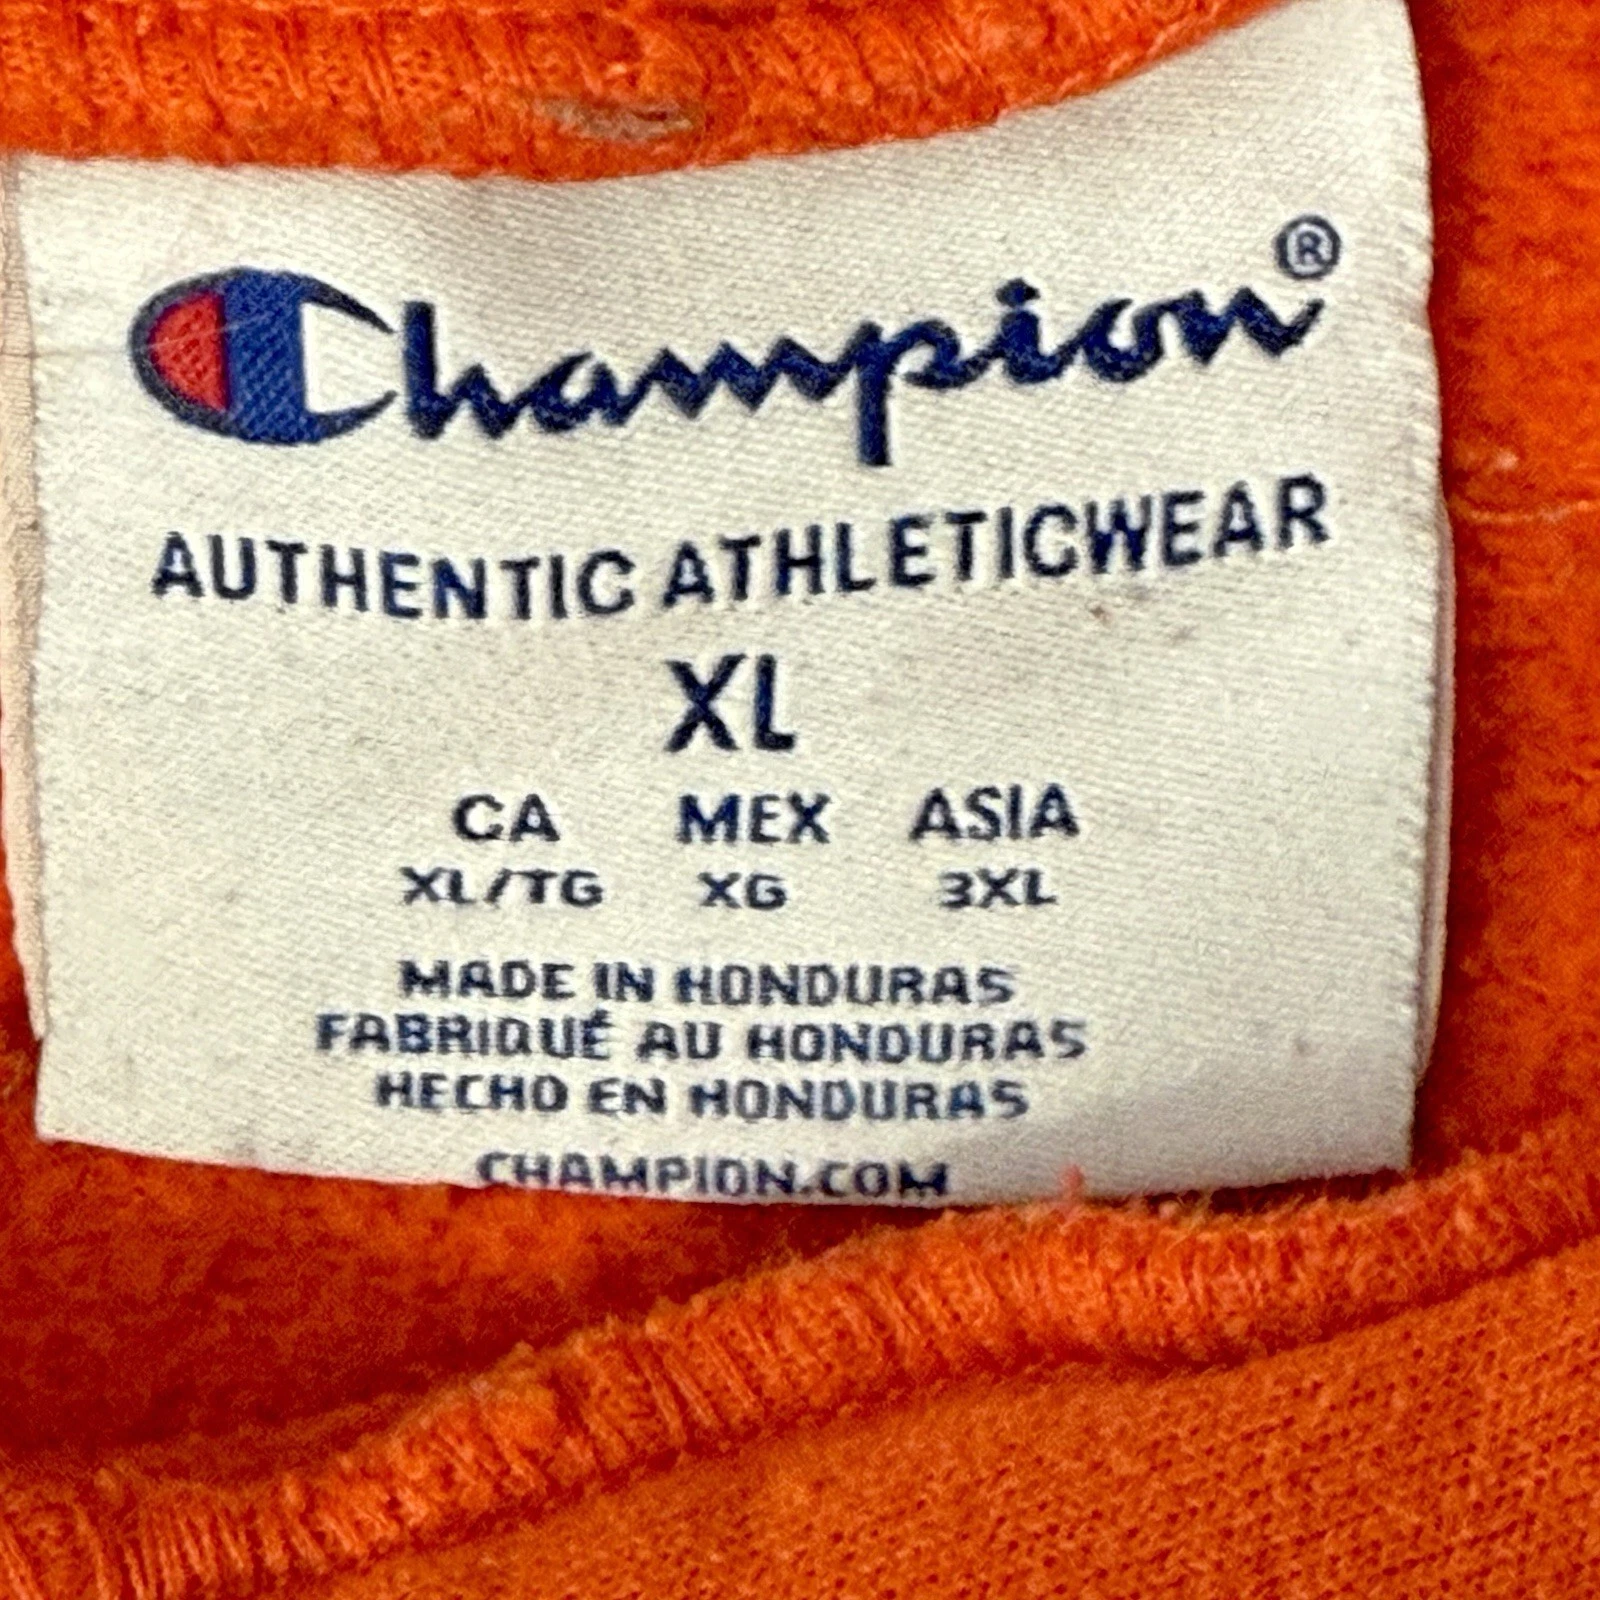 Champion®
AUTHENTIC ATHLETICWEAR
XL
CA MEX ASIA
XL/TG XG 3XL
MADE IN HONDURAS
FABRIQUÉ AU HONDURAS
HECHO EN HONDURAS
CHAMPION.COM